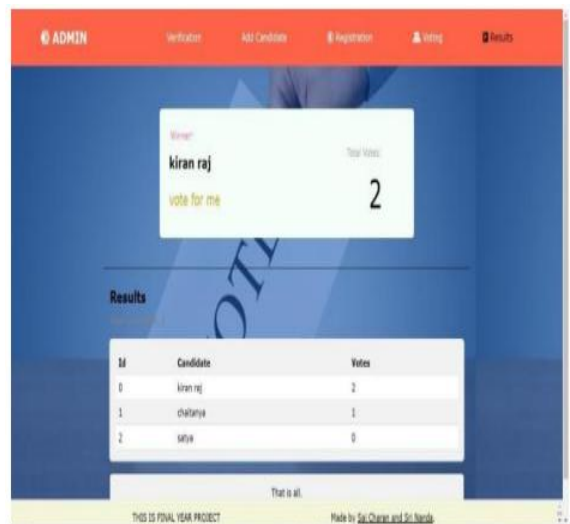 ADMIN Verification Add Candidate Registration Voting Results
Winner!
kiran raj
vote for me
Total Votes:
2
VOTE
Results
Id Candidate Votes
0 kiran raj 2
1 chaitanya 1
2 satya 0
That is all.
THIS IS FINAL YEAR PROJECT Made by Sai Charan and Sri Nanda